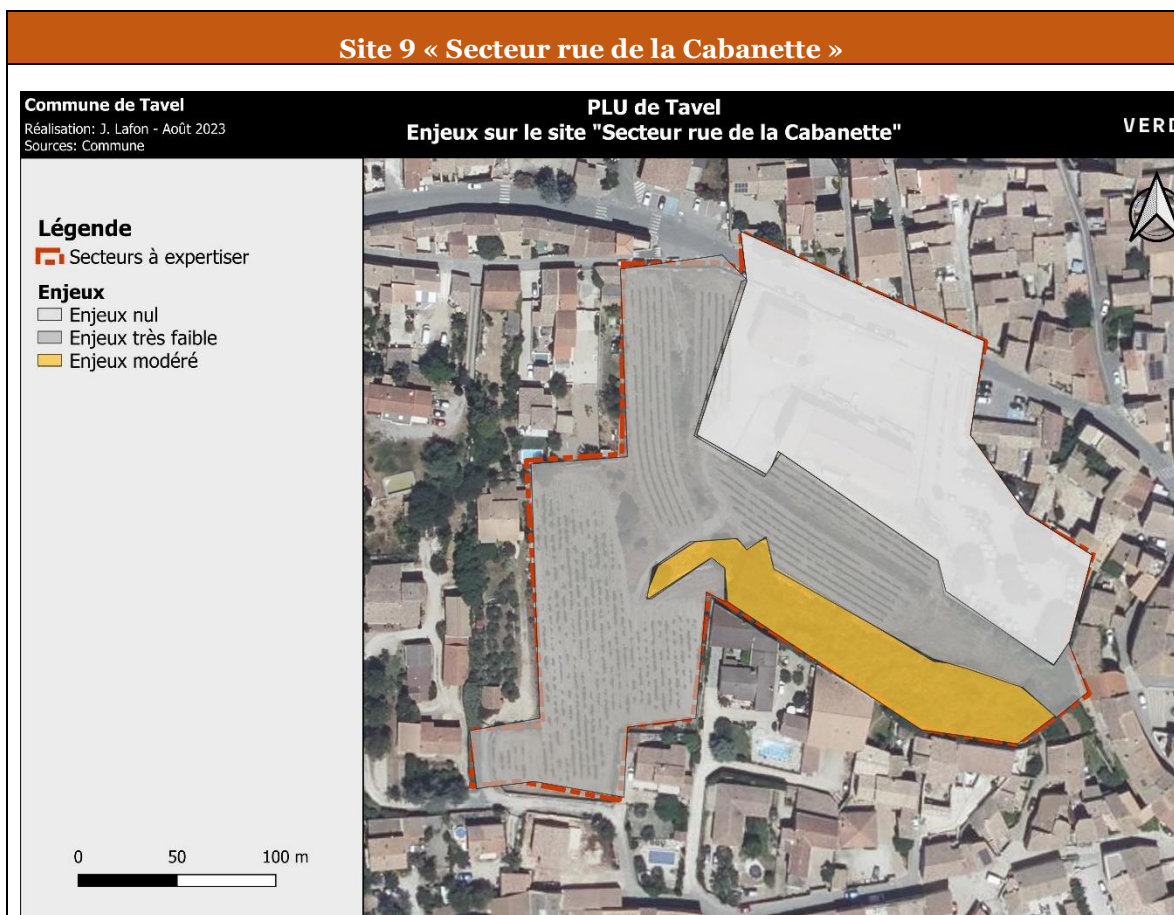 Site 9 « Secteur rue de la Cabanette »
Commune de Tavel
Réalisation: J. Lafon - Août 2023
Sources: Commune
PLU de Tavel
Enjeux sur le site "Secteur rue de la Cabanette"
VERD
Légende
Secteurs à expertiser
Enjeux
Enjeux nul
Enjeux très faible
Enjeux modéré
0 50 100 m